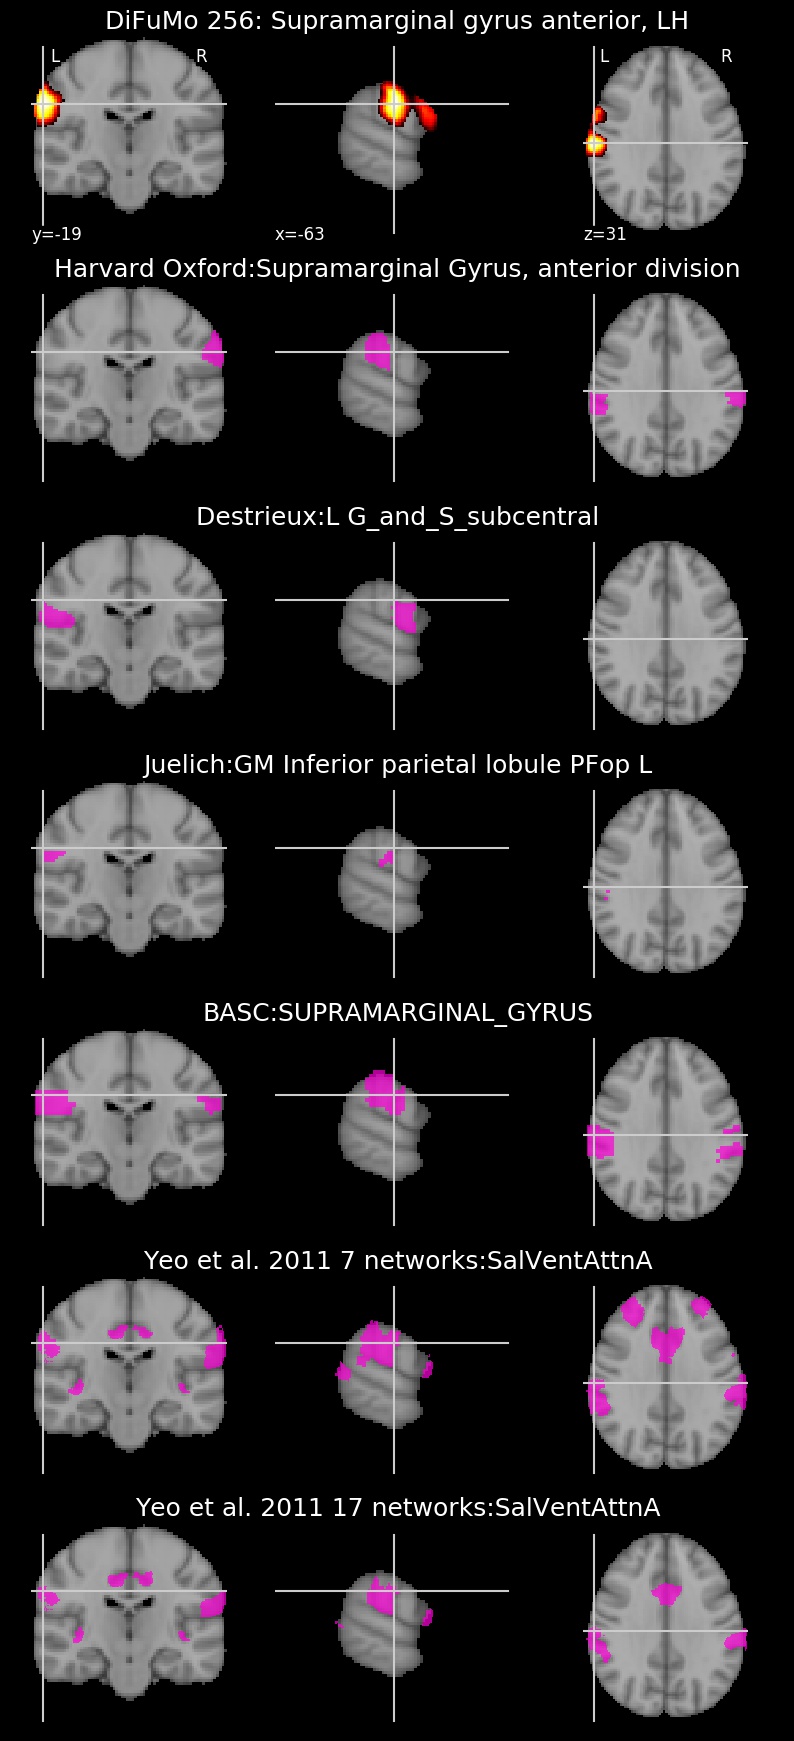 DiFuMo 256: Supramarginal gyrus anterior, LH
L R L R
y=-19 x=-63 z=31
Harvard Oxford:Supramarginal Gyrus, anterior division
Destrieux:L G_and_S_subcentral
Juelich:GM Inferior parietal lobule PFop L
BASC:SUPRAMARGINAL_GYRUS
Yeo et al. 2011 7 networks:SalVentAttnA
Yeo et al. 2011 17 networks:SalVentAttnA